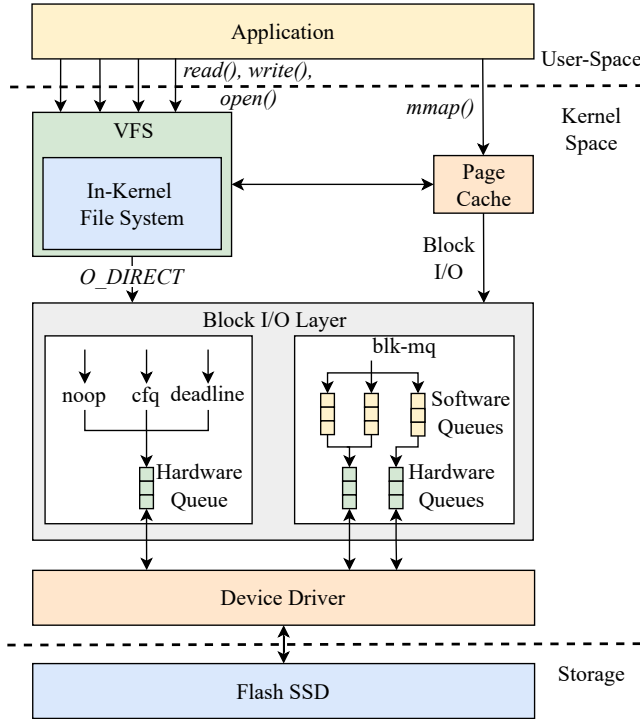 Application
User-Space
read(), write(),
open()
mmap()
Kernel
Space
VFS
In-Kernel
File System
Page
Cache
O_DIRECT
Block
I/O
Block I/O Layer
noop
cfq
deadline
Hardware
Queue
blk-mq
Software
Queues
Hardware
Queues
Device Driver
Storage
Flash SSD